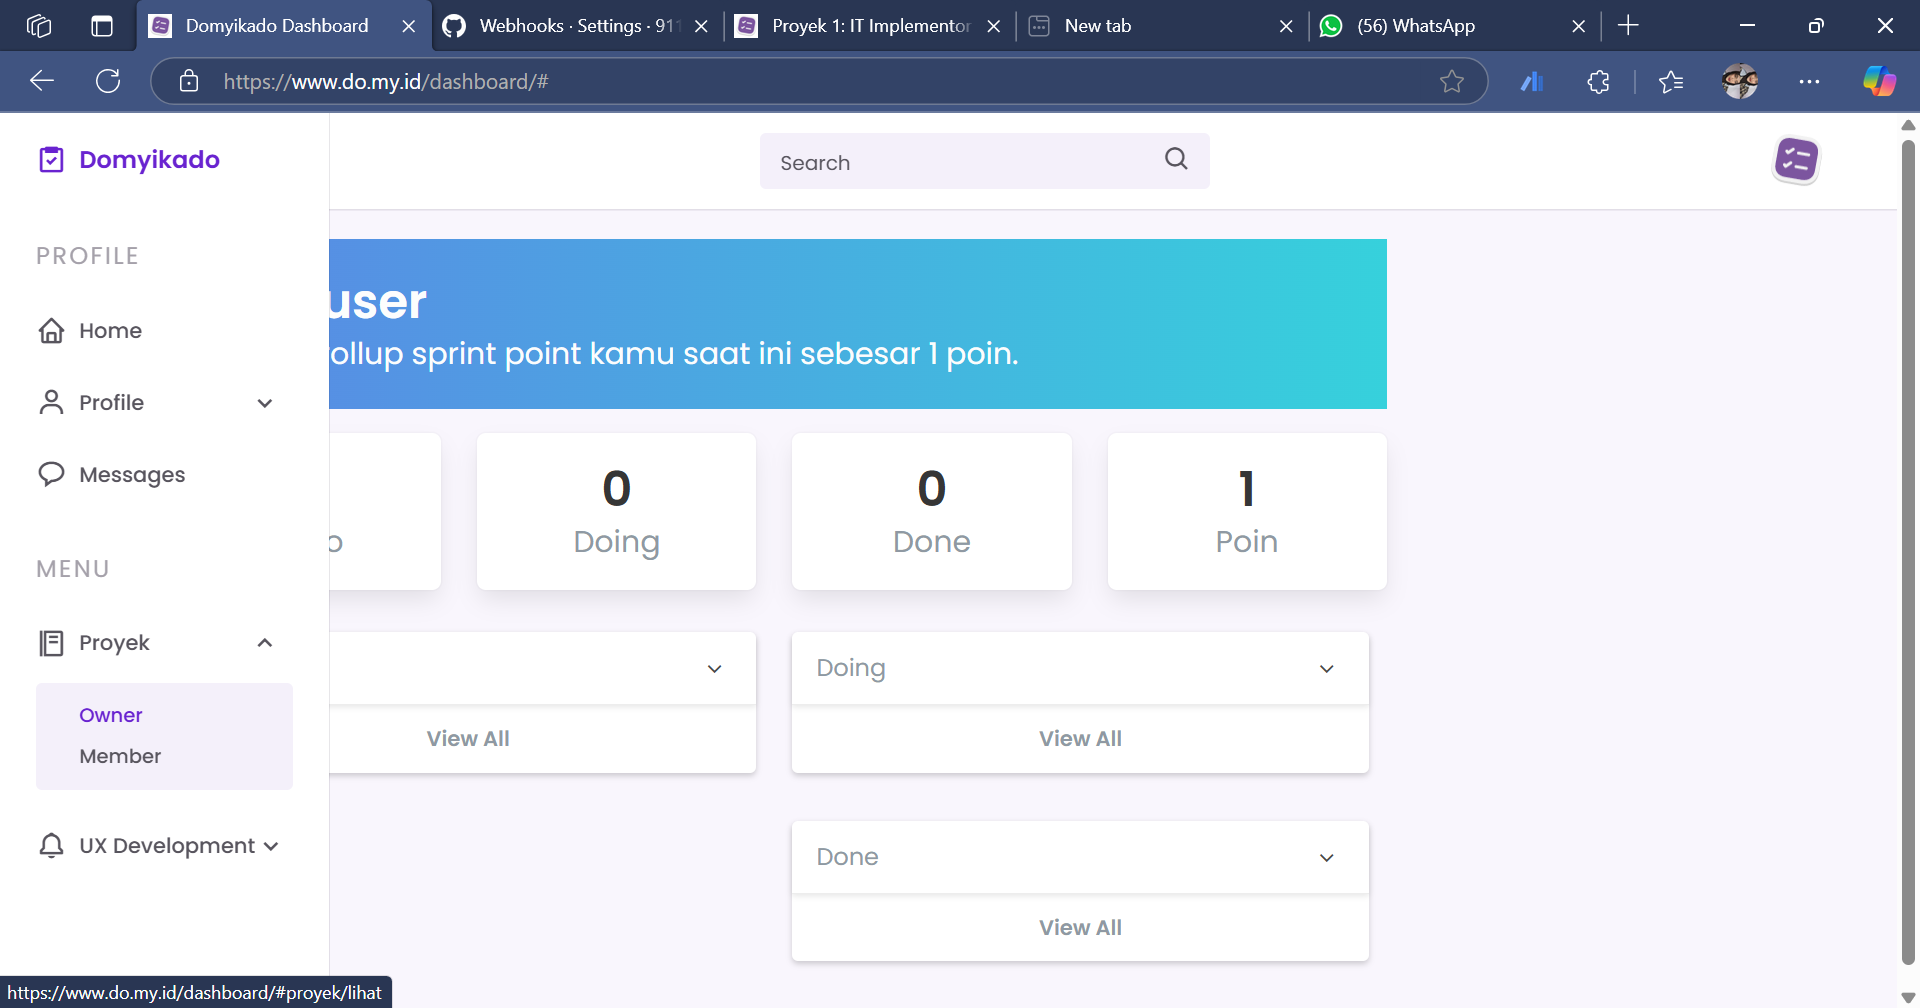 Domyikado Dashboard
Webhooks · Settings · 911
Proyek 1: IT Implementor
New tab
(56) WhatsApp
https://www.do.my.id/dashboard/#
Domyikado
Search
PROFILE
Home
Profile
Messages
MENU
Proyek
Owner
Member
UX Development
user
ollup sprint point kamu saat ini sebesar 1 poin.
o
0
Doing
0
Done
1
Poin
View All
Doing
View All
Done
View All
https://www.do.my.id/dashboard/#proyek/lihat